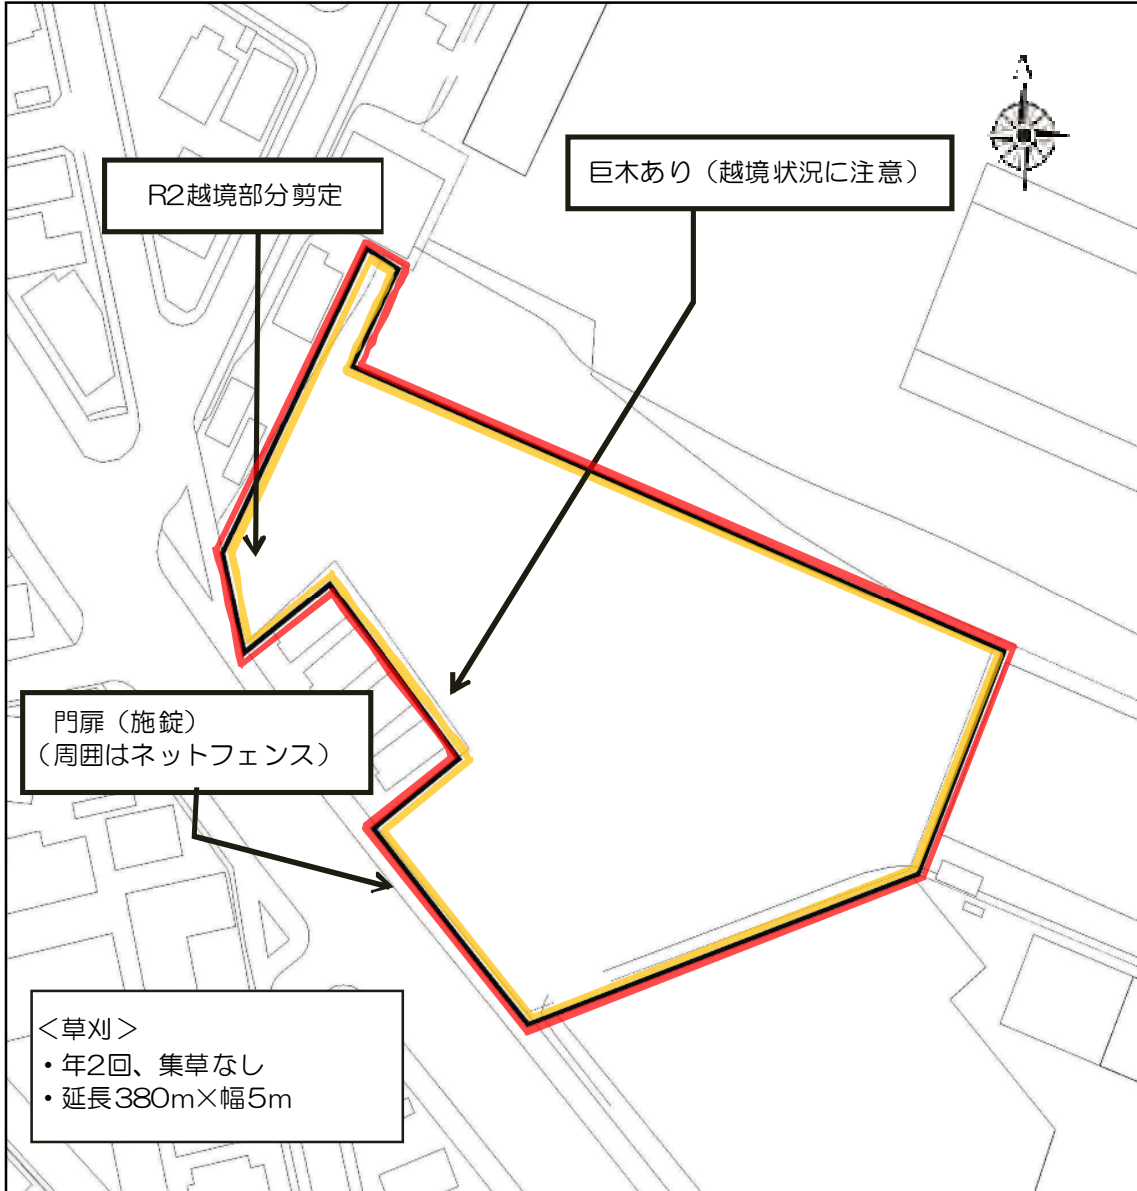 R2越境部分剪定
巨木あり（越境状況に注意）
門扉（施錠）
（周囲はネットフェンス）
＜草刈＞
・年2回、集草なし
・延長380m×幅5m